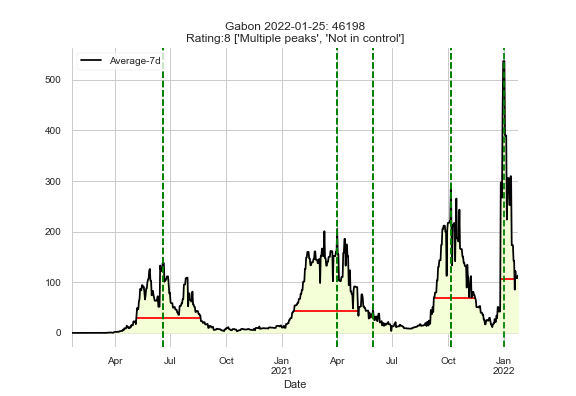 Gabon 2022-01-25: 46198
Rating:8 ['Multiple peaks', 'Not in control']
Average-7d
500
400
300
200
100
0
Apr Jul Oct Jan Apr Jul Oct Jan
2021 2022
Date